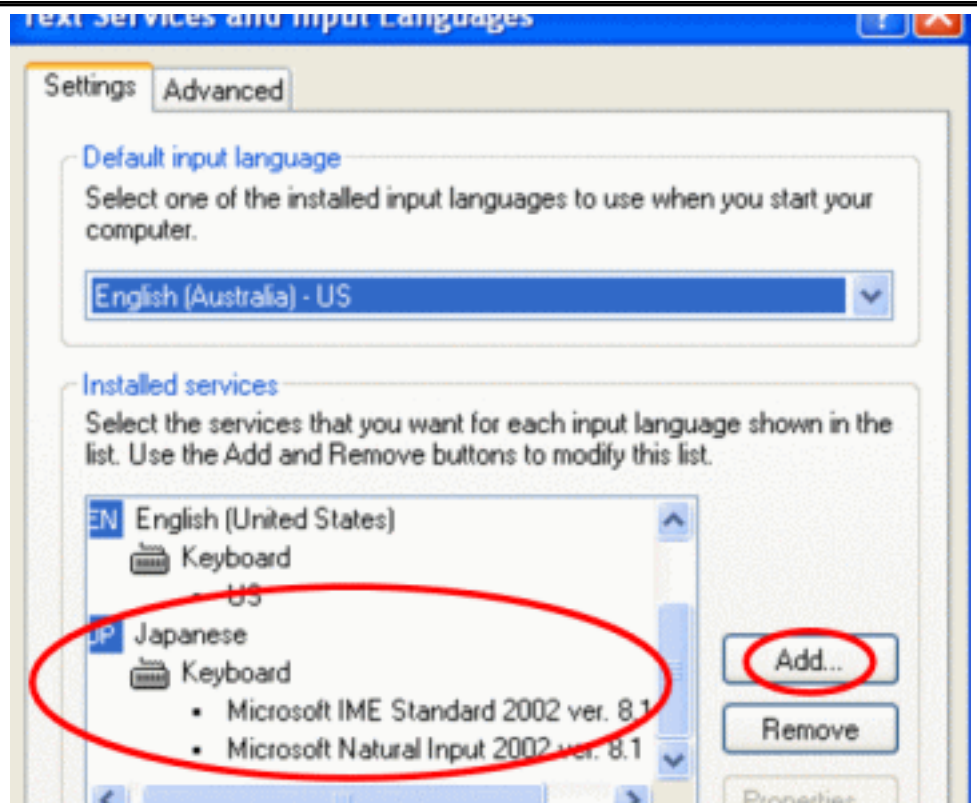 Text Services and Input Languages
Settings Advanced
Default input language
Select one of the installed input languages to use when you start your
computer.
English (Australia) - US
Installed services
Select the services that you want for each input language shown in the
list. Use the Add and Remove buttons to modify this list.
EN English (United States)
Keyboard
• US
JP Japanese
Keyboard
• Microsoft IME Standard 2002 ver. 8.1
• Microsoft Natural Input 2002 ver. 8.1
Add...
Remove
Properties...